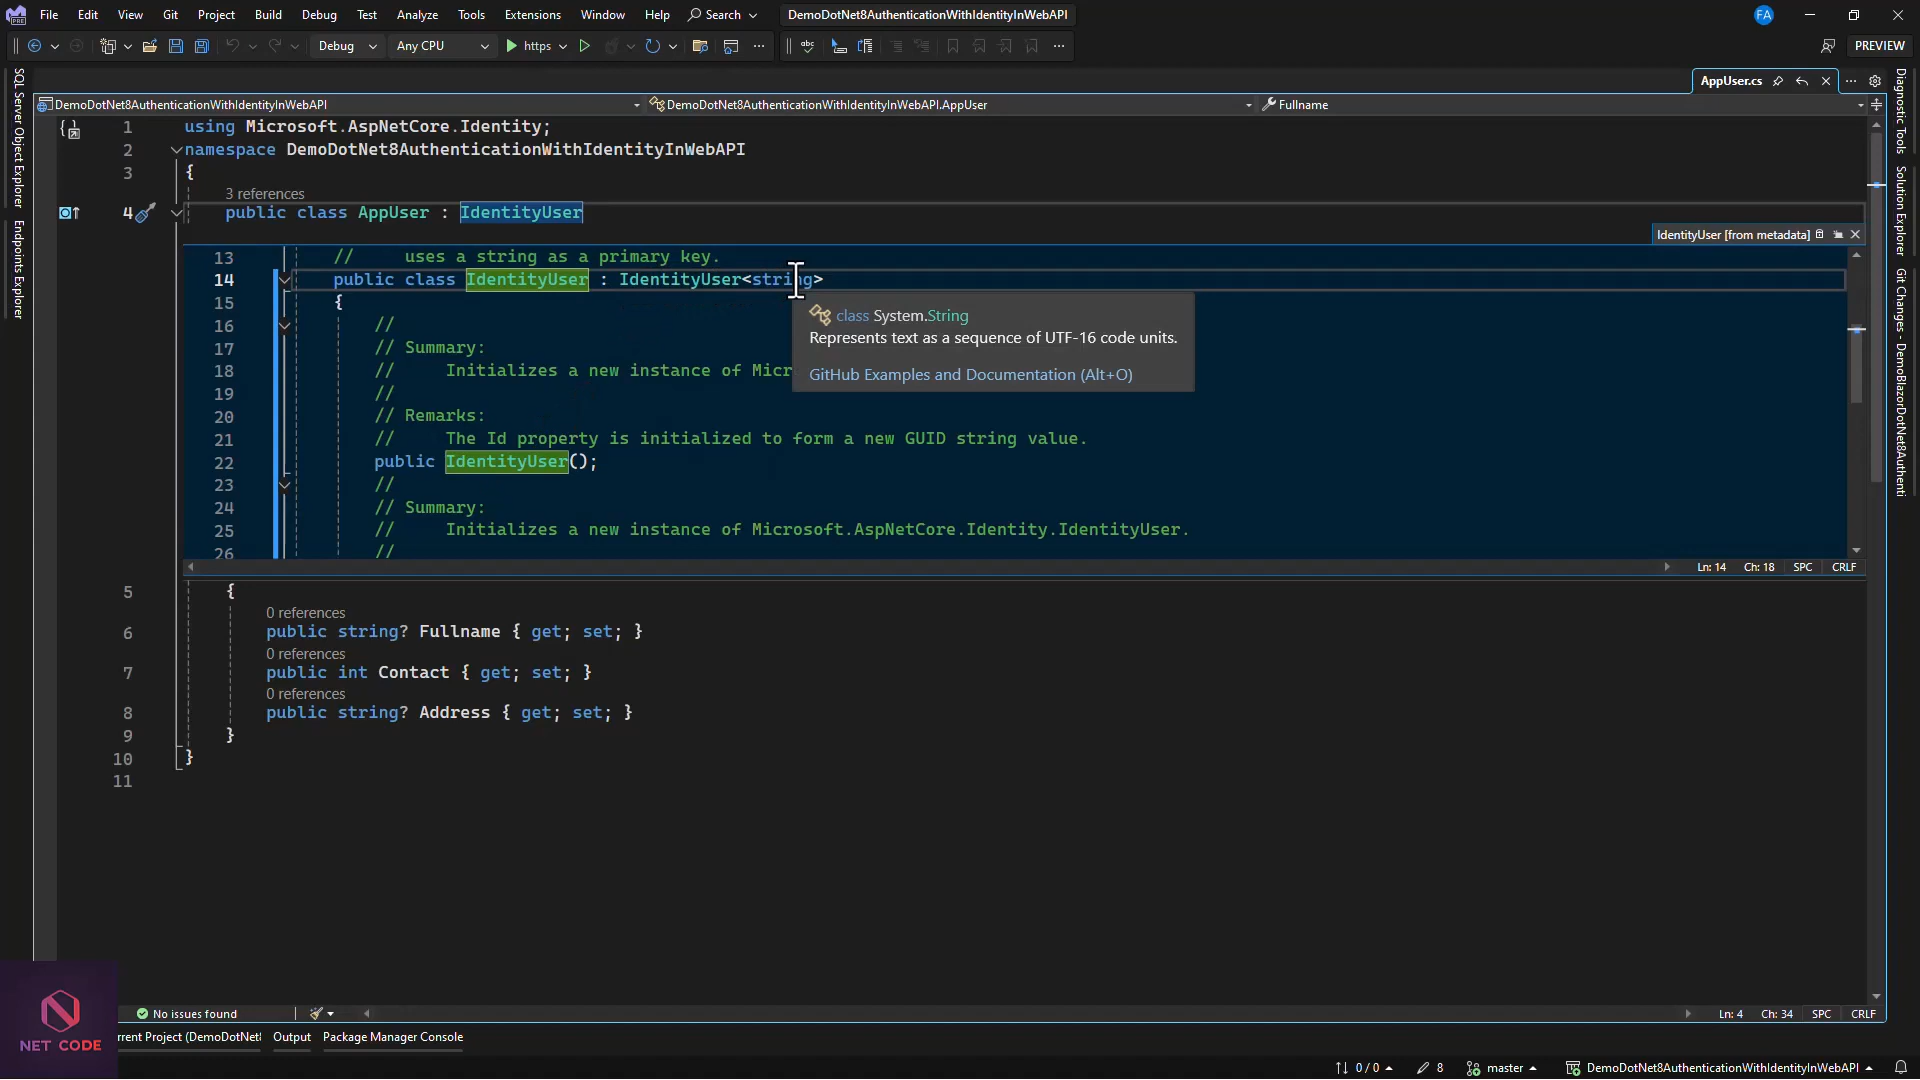 File Edit View Git Project Build Debug Test Analyze Tools Extensions Window Help Search DemoDotNet8AuthenticationWithIdentityInWebAPI FA
Debug Any CPU https PREVIEW
AppUser.cs
DemoDotNet8AuthenticationWithIdentityInWebAPI DemoDotNet8AuthenticationWithIdentityInWebAPI.AppUser Fullname
SQL Server Object Explorer
Endpoints Explorer
Diagnostic Tools
Solution Explorer
Git Changes - DemoBlazorDotNet8Authenti
1 using Microsoft.AspNetCore.Identity;
2 namespace DemoDotNet8AuthenticationWithIdentityInWebAPI
3 {
3 references
4 public class AppUser : IdentityUser
IdentityUser [from metadata]
13 // uses a string as a primary key.
14 public class IdentityUser : IdentityUser<string>
15 {
16 //
17 // Summary:
18 // Initializes a new instance of Micr
19 //
20 // Remarks:
21 // The Id property is initialized to form a new GUID string value.
22 public IdentityUser();
23 //
24 // Summary:
25 // Initializes a new instance of Microsoft.AspNetCore.Identity.IdentityUser.
26 //
class System.String
Represents text as a sequence of UTF-16 code units.
GitHub Examples and Documentation (Alt+O)
Ln: 14 Ch: 18 SPC CRLF
5 {
0 references
6 public string? Fullname { get; set; }
0 references
7 public int Contact { get; set; }
0 references
8 public string? Address { get; set; }
9 }
10 }
11
No issues found Ln: 4 Ch: 34 SPC CRLF
NET CODE
rrent Project (DemoDotNet Output Package Manager Console
0 / 0 8 master DemoDotNet8AuthenticationWithIdentityInWebAPI